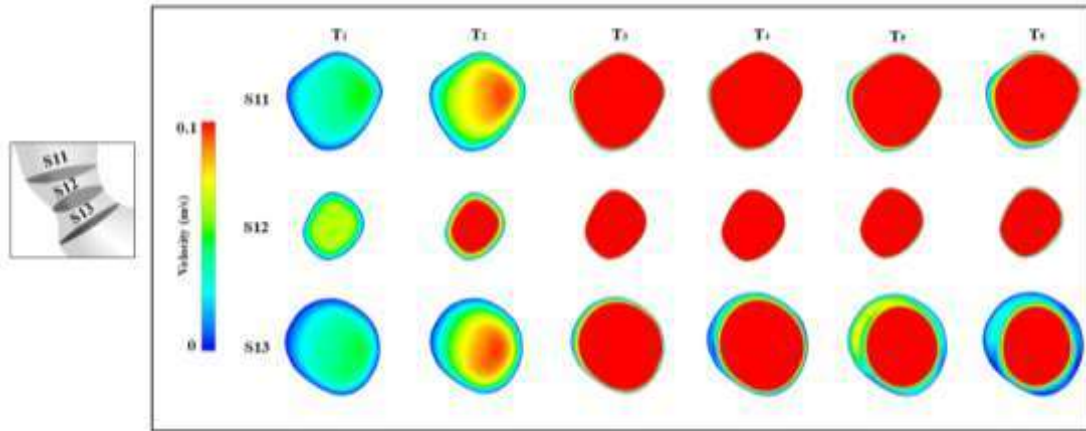 T₁ T₂ T₃ T₄ T₅ T₆
S11
0.1
S11
S12
S13
Velocity (m/s)
S12
0
S13